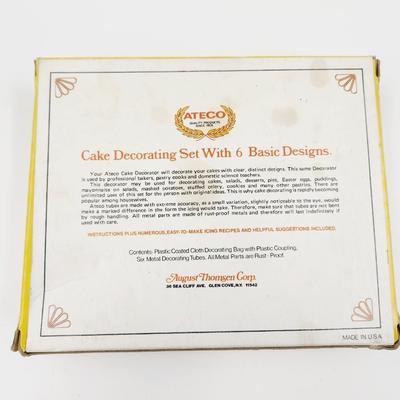 ATECO
QUALITY PRODUCTS
SINCE 1905
Cake Decorating Set With 6 Basic Designs.
Your Ateco Cake Decorator will decorate your cakes with clear, distinct designs. This same Decorator
is used by professional bakers, pastry cooks and domestic science teachers.
This decorator may be used for decorating cakes, salads, desserts, pies, Easter eggs, puddings,
mayonnaise on salads, mashed potatoes, stuffed celery, cookies and many other pastries. There are
unlimited uses of this set for the person with original ideas. This is why cake decorating is rapidly becoming
popular among housewives.
Ateco tubes are made with extreme accuracy, as a small variation, slightly noticeable to the eye, would
make a marked difference in the form the icing would take. Therefore, make sure that tubes are not bent
by rough handling. All metal parts are made of rust-proof metals and therefore will last indefinitely if
used with care.
INSTRUCTIONS PLUS NUMEROUS, EASY-TO-MAKE ICING RECIPES AND HELPFUL SUGGESTIONS INCLUDED.
Contents: Plastic Coated Cloth Decorating Bag with Plastic Coupling,
Six Metal Decorating Tubes. All Metal Parts are Rust-Proof.
August Thomsen Corp.
36 SEA CLIFF AVE. GLEN COVE, N.Y. 11542
MADE IN U.S.A.